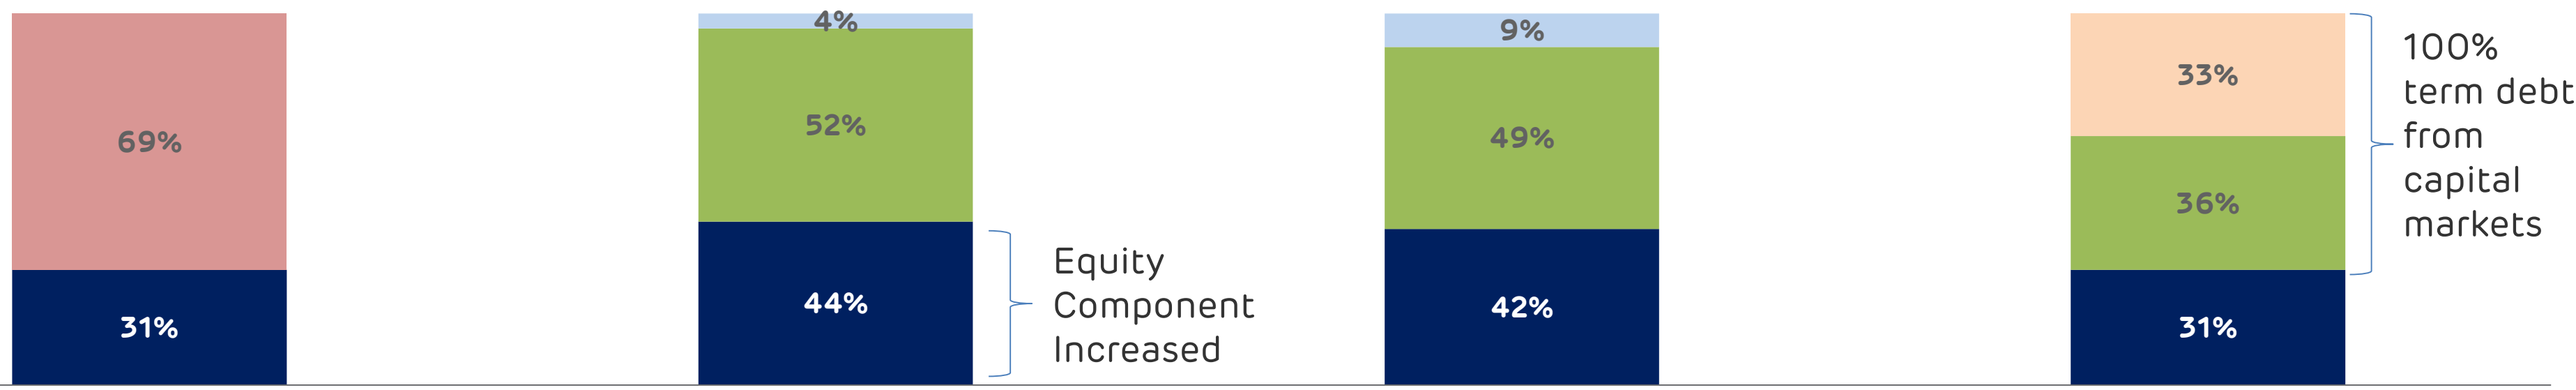 69%
31%
4%
52%
44%
Equity
Component
Increased
9%
49%
42%
33%
36%
31%
100%
term debt
from
capital
markets